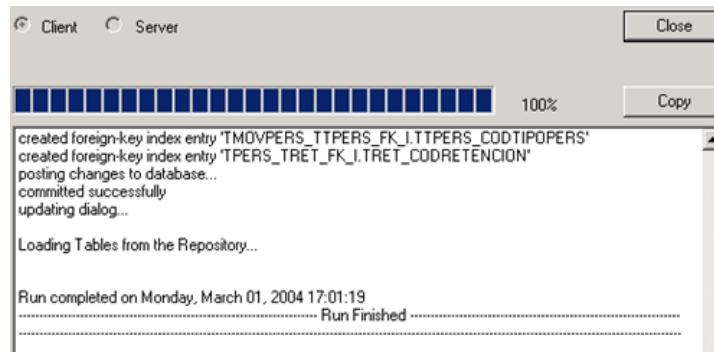 Client Server Close
100% Copy
created foreign-key index entry 'TMOVPERS_TTPERS_FK_I.TTPERS_CODTIPOPERS'
created foreign-key index entry 'TPERS_TRET_FK_I.TRET_CODRETENCION'
posting changes to database...
committed successfully
updating dialog...
Loading Tables from the Repository...
Run completed on Monday, March 01, 2004 17:01:19
Run Finished